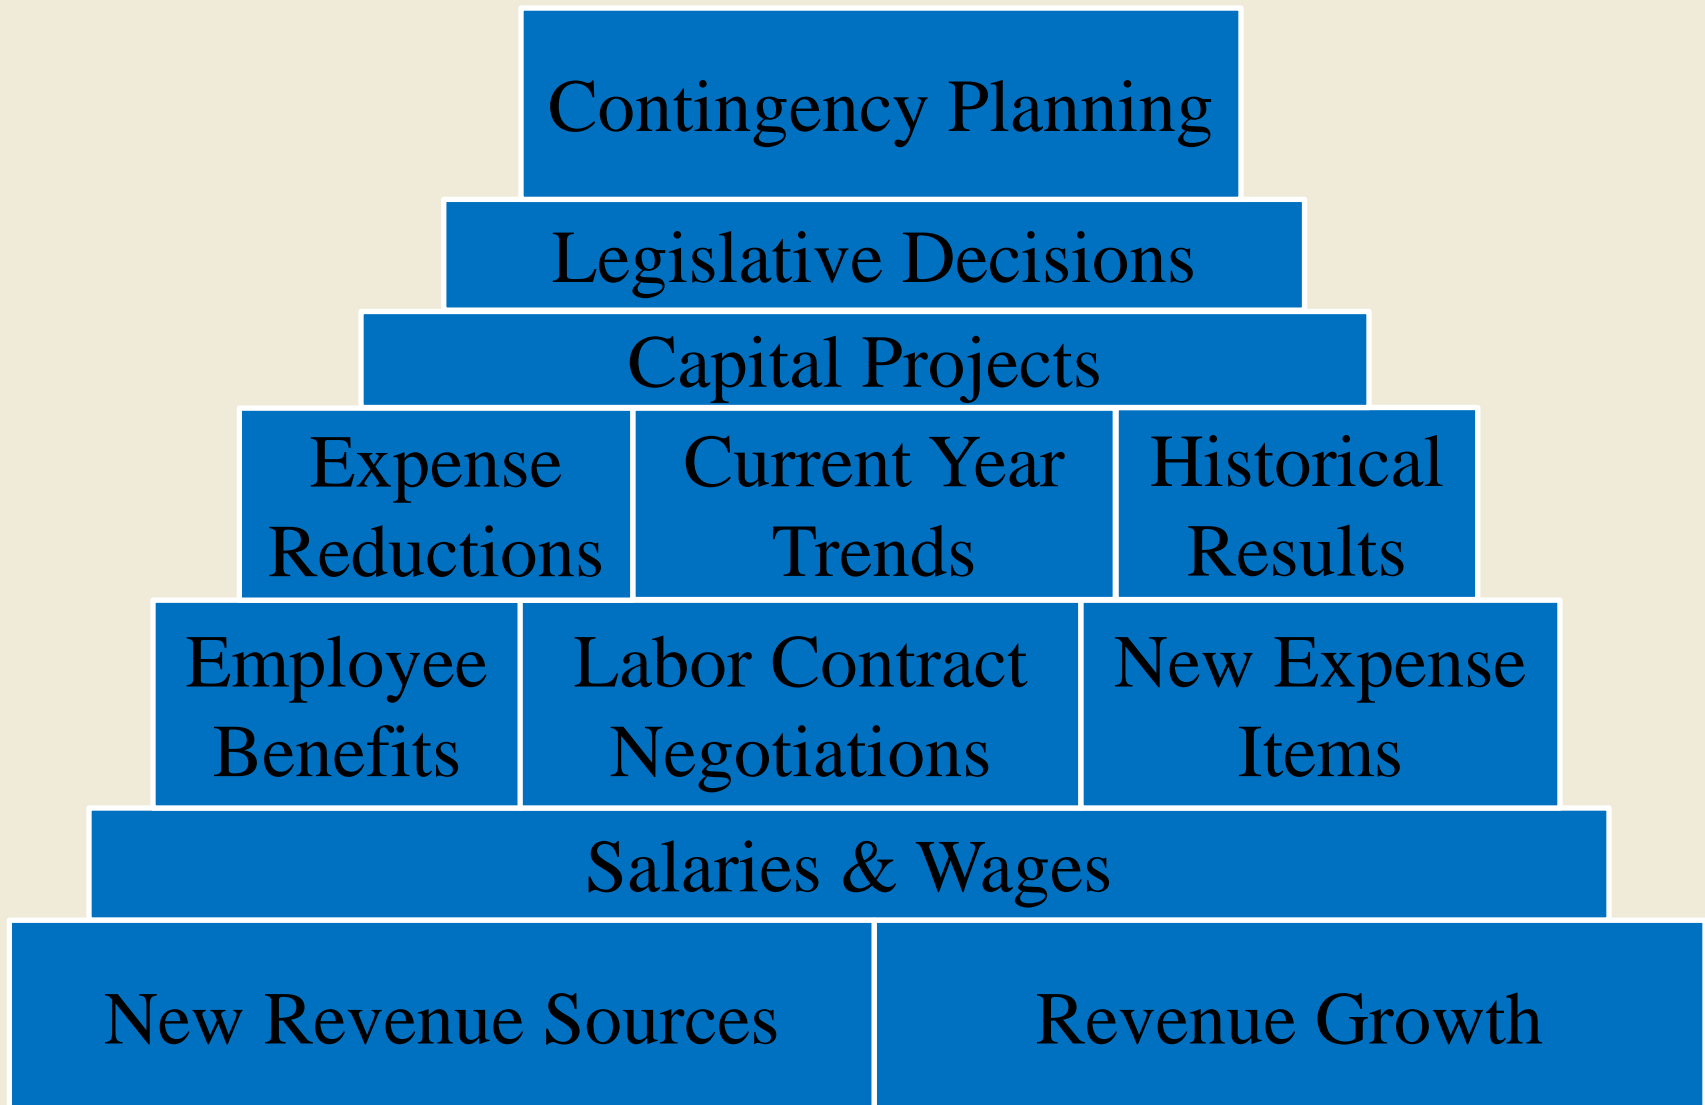 Contingency Planning
Legislative Decisions
Capital Projects
Expense
Reductions
Current Year
Trends
Historical
Results
Employee
Benefits
Labor Contract
Negotiations
New Expense
Items
Salaries & Wages
New Revenue Sources
Revenue Growth